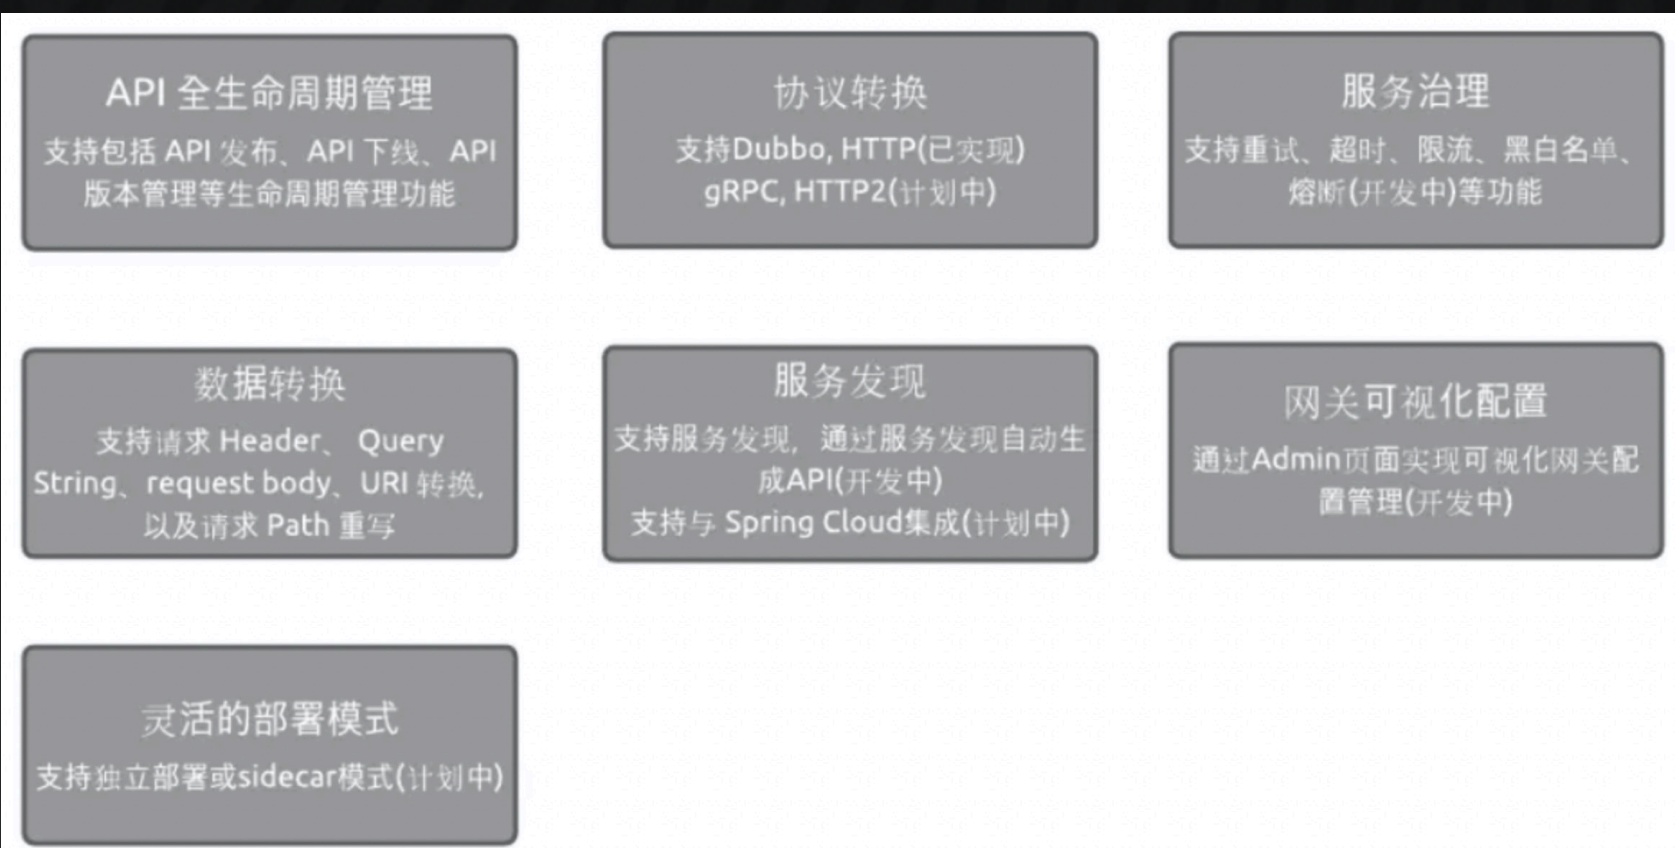 API 全生命周期管理
支持包括 API 发布、API 下线、API
版本管理等生命周期管理功能
协议转换
支持Dubbo, HTTP(已实现)
gRPC, HTTP2(计划中)
服务治理
支持重试、超时、限流、黑白名单、
熔断(开发中)等功能
数据转换
支持请求 Header、 Query
String、request body、URI 转换,
以及请求 Path 重写
服务发现
支持服务发现，通过服务发现自动生
成API(开发中)
支持与 Spring Cloud集成(计划中)
网关可视化配置
通过Admin页面实现可视化网关配
置管理(开发中)
灵活的部署模式
支持独立部署或sidecar模式(计划中)